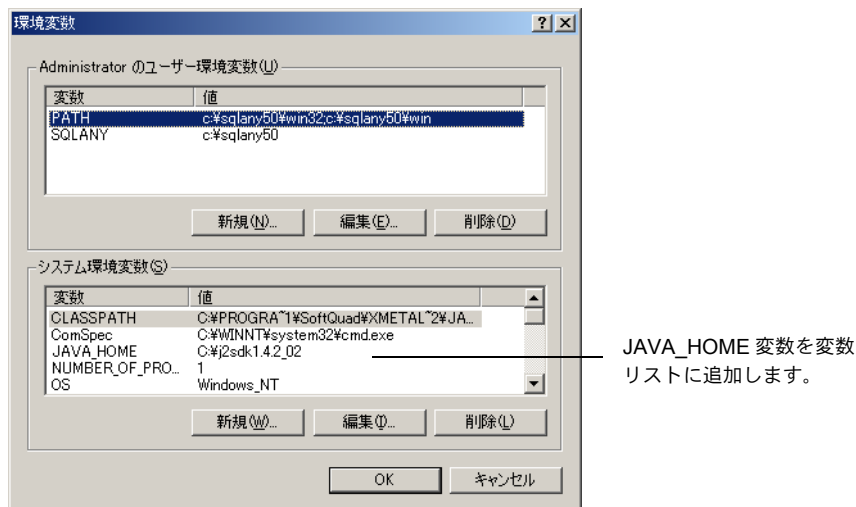 環境変数
Administrator のユーザー環境変数(U)
変数 値
PATH c:¥sqlany50¥win32;c:¥sqlany50¥win
SQLANY c:¥sqlany50
新規(N)... 編集(E)... 削除(D)
システム環境変数(S)
変数 値
CLASSPATH C:¥PROGRA~1¥SoftQuad¥XMETAL~2¥JA...
ComSpec C:¥WINNT¥system32¥cmd.exe
JAVA_HOME C:¥j2sdk1.4.2_02
NUMBER_OF_PRO... 1
OS Windows_NT
JAVA_HOME 変数を変数
リストに追加します。
新規(W)... 編集(I)... 削除(L)
OK キャンセル